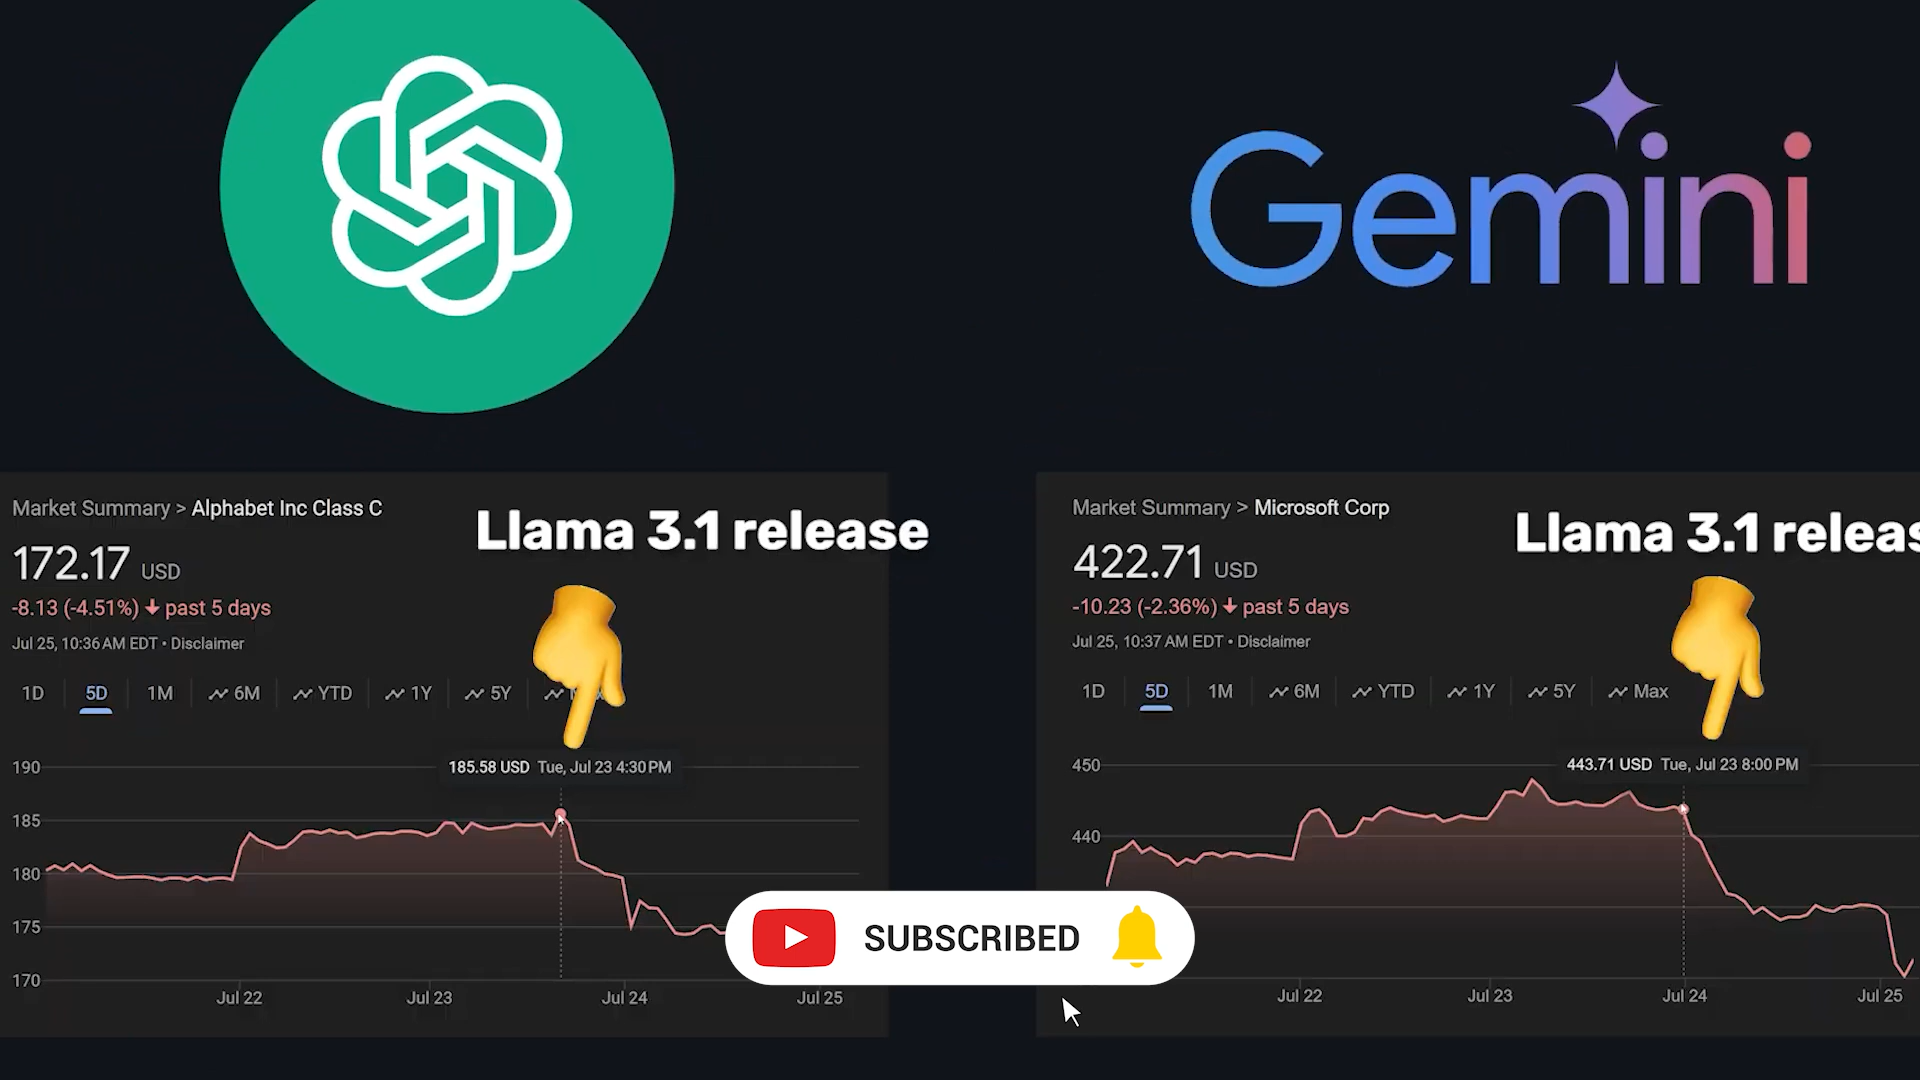 Gemini
Market Summary > Alphabet Inc Class C
Llama 3.1 release
172.17 USD
-8.13 (-4.51%) ↓ past 5 days
Jul 25, 10:36 AM EDT • Disclaimer
1D 5D 1M 6M YTD 1Y 5Y
185.58 USD Tue, Jul 23 4:30 PM
190
185
180
175
170
Jul 22 Jul 23 Jul 24 Jul 25
Market Summary > Microsoft Corp
Llama 3.1 releas
422.71 USD
-10.23 (-2.36%) ↓ past 5 days
Jul 25, 10:37 AM EDT • Disclaimer
1D 5D 1M 6M YTD 1Y 5Y Max
443.71 USD Tue, Jul 23 8:00 PM
450
440
Jul 22 Jul 23 Jul 24 Jul 25
SUBSCRIBED